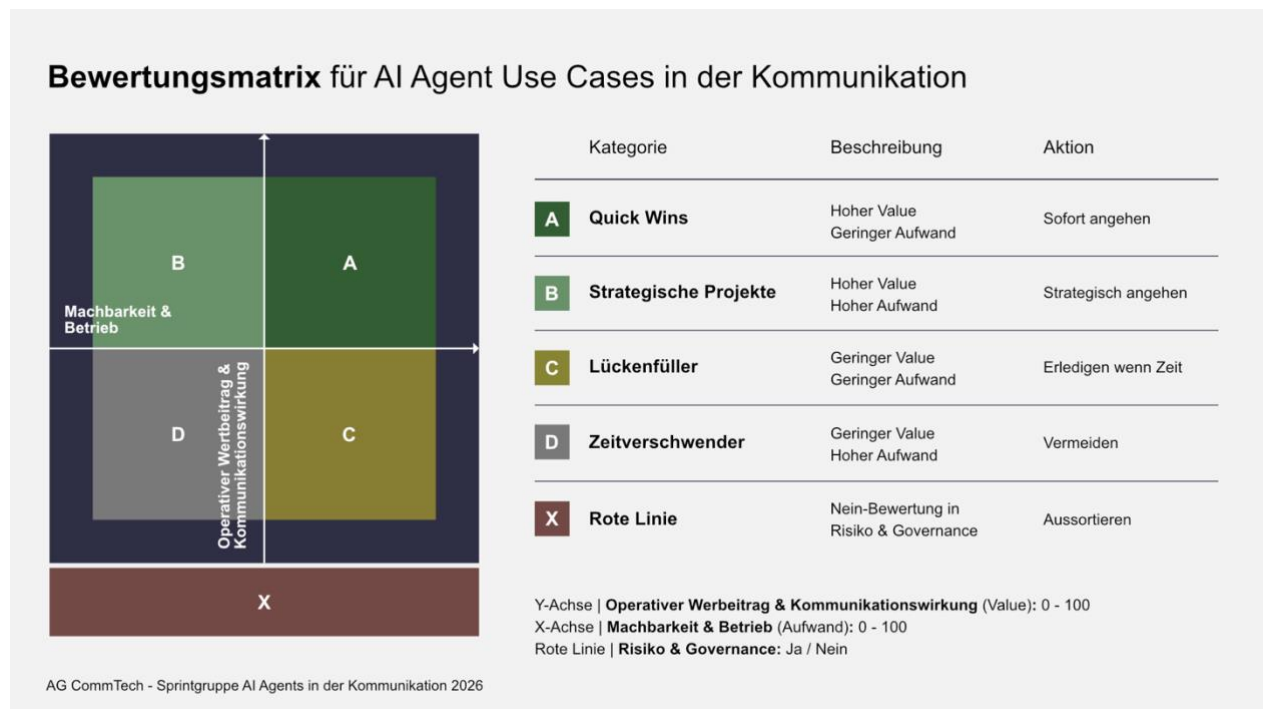 Bewertungsmatrix für AI Agent Use Cases in der Kommunikation
B
A
Machbarkeit &
Betrieb
D
C
Operativer Wertbeitrag &
Kommunikationswirkung
X
Kategorie Beschreibung Aktion
A Quick Wins Hoher Value Sofort angehen
Geringer Aufwand
B Strategische Projekte Hoher Value Strategisch angehen
Hoher Aufwand
C Lückenfüller Geringer Value Erledigen wenn Zeit
Geringer Aufwand
D Zeitverschwender Geringer Value Vermeiden
Hoher Aufwand
X Rote Linie Nein-Bewertung in Aussortieren
Risiko & Governance
Y-Achse | Operativer Werbeitrag & Kommunikationswirkung (Value): 0 - 100
X-Achse | Machbarkeit & Betrieb (Aufwand): 0 - 100
Rote Linie | Risiko & Governance: Ja / Nein
AG CommTech - Sprintgruppe AI Agents in der Kommunikation 2026